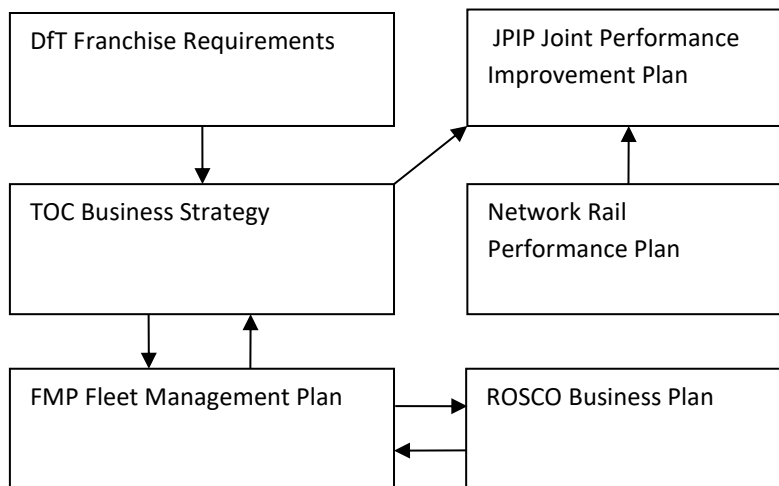 DfT Franchise Requirements
JPIP Joint Performance
Improvement Plan
TOC Business Strategy
Network Rail
Performance Plan
FMP Fleet Management Plan
ROSCO Business Plan